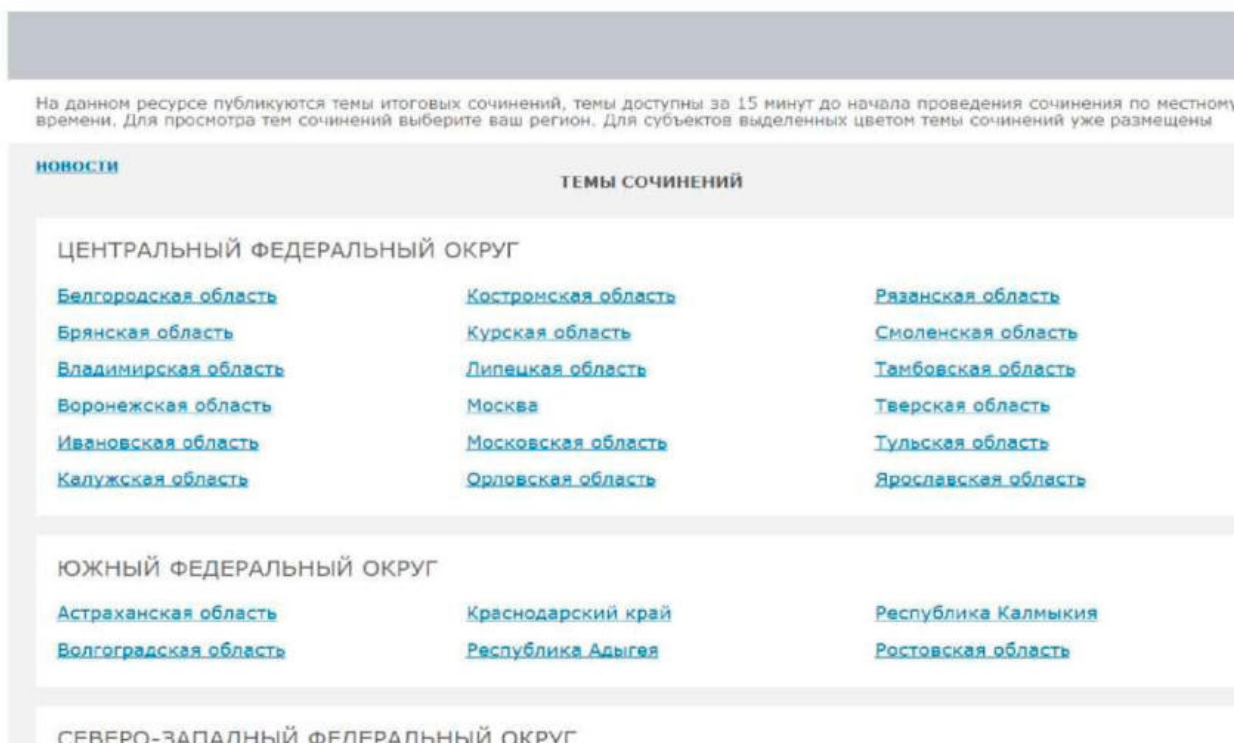 На данном ресурсе публикуются темы итоговых сочинений, темы доступны за 15 минут до начала проведения сочинения по местному
времени. Для просмотра тем сочинений выберите ваш регион. Для субъектов выделенных цветом темы сочинений уже размещены
НОВОСТИ
ТЕМЫ СОЧИНЕНИЙ
ЦЕНТРАЛЬНЫЙ ФЕДЕРАЛЬНЫЙ ОКРУГ
Белгородская область Костромская область Рязанская область
Брянская область Курская область Смоленская область
Владимирская область Липецкая область Тамбовская область
Воронежская область Москва Тверская область
Ивановская область Московская область Тульская область
Калужская область Орловская область Ярославская область
ЮЖНЫЙ ФЕДЕРАЛЬНЫЙ ОКРУГ
Астраханская область Краснодарский край Республика Калмыкия
Волгоградская область Республика Адыгея Ростовская область
СЕВЕРО-ЗАПАДНЫЙ ФЕДЕРАЛЬНЫЙ ОКРУГ